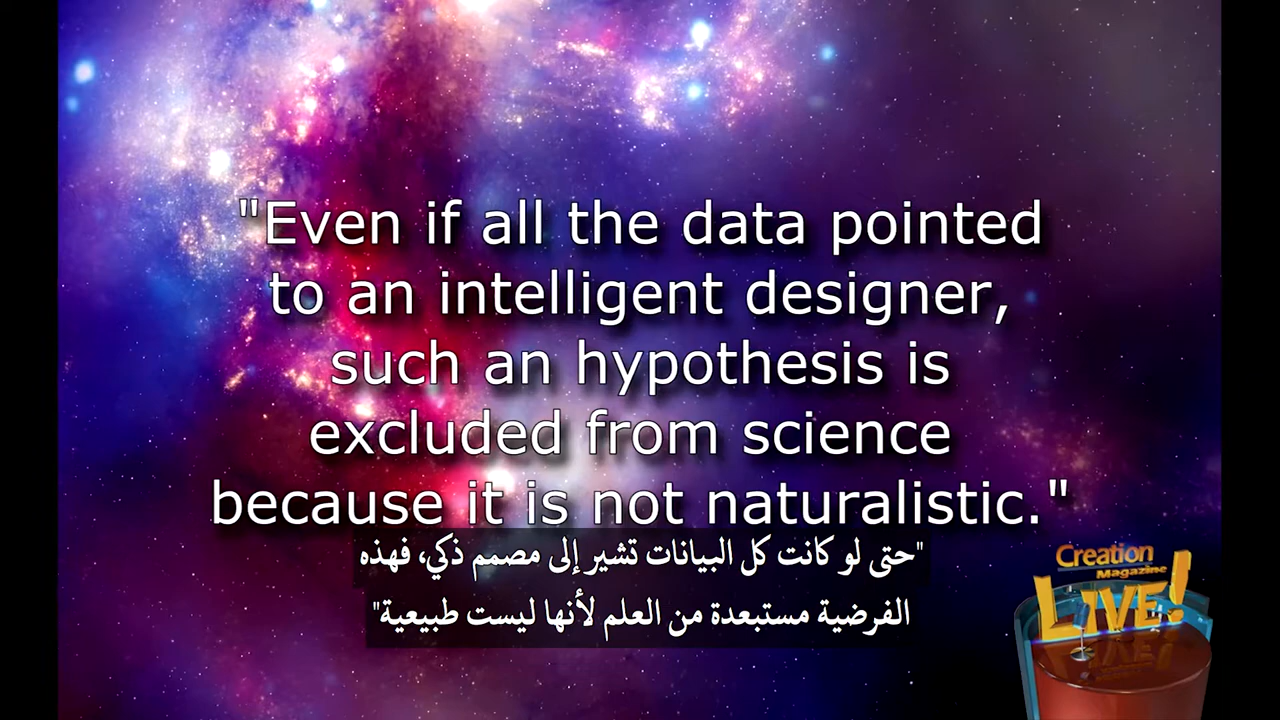 "Even if all the data pointed
to an intelligent designer,
such an hypothesis is
excluded from science
because it is not naturalistic."
"حتى لو كانت كل البيانات تشير إلى مصمم ذكي، فهذه
الفرضية مستبعدة من العلم لأنها ليست طبيعية"
Creation
Magazine
LIVE!